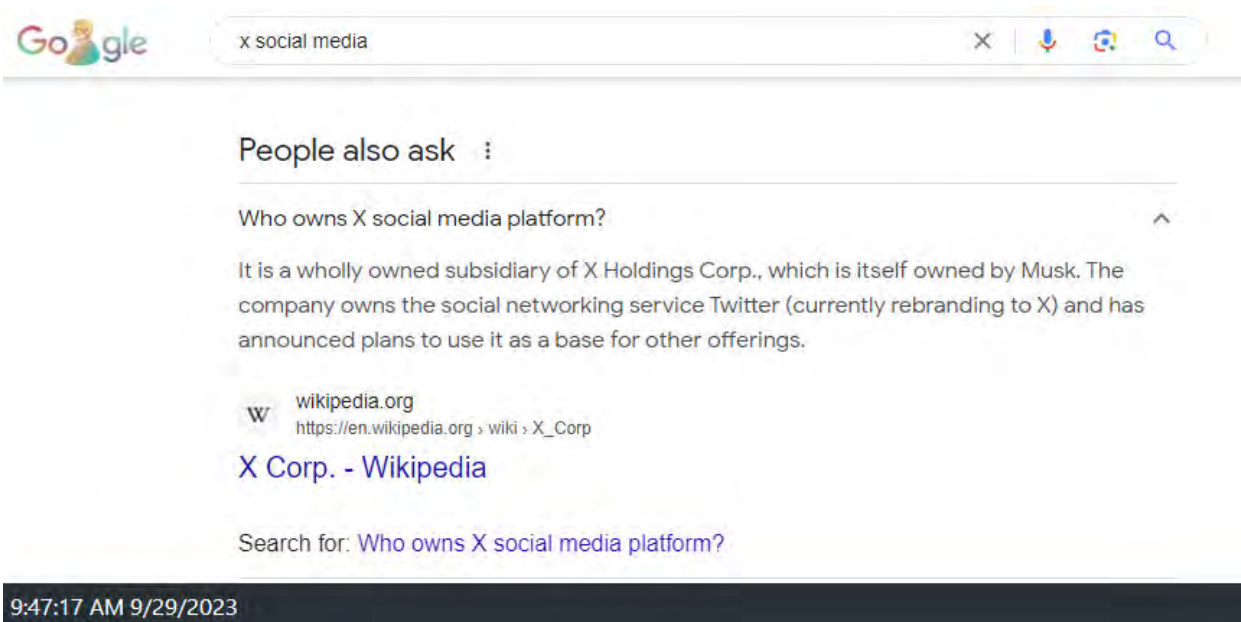 Google
x social media
People also ask
Who owns X social media platform?
It is a wholly owned subsidiary of X Holdings Corp., which is itself owned by Musk. The
company owns the social networking service Twitter (currently rebranding to X) and has
announced plans to use it as a base for other offerings.
W
wikipedia.org
https://en.wikipedia.org › wiki › X_Corp
X Corp. - Wikipedia
Search for: Who owns X social media platform?
9:47:17 AM 9/29/2023